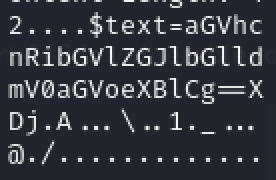 2....$text=aGVhc
nRibGVlZGJlbGlld
mV0aGVoeXBlCg==X
Dj.A...\..1._...
@./.............